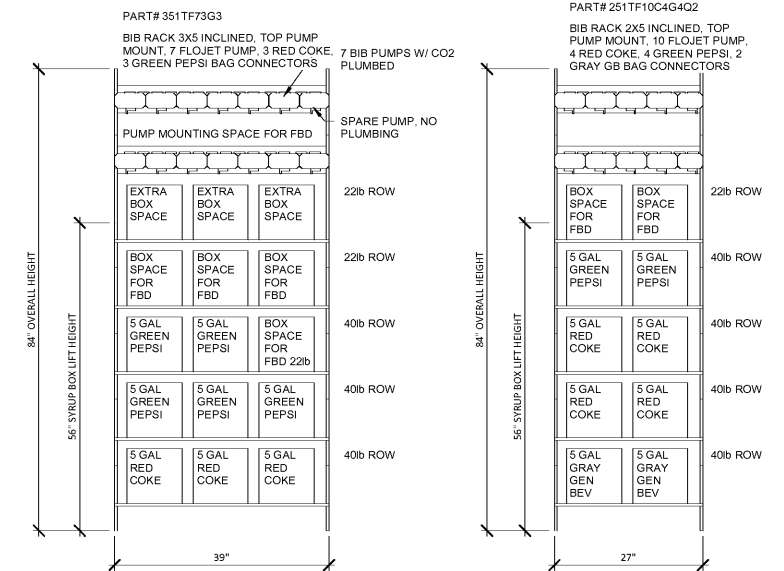 PART# 351TF73G3
BIB RACK 3X5 INCLINED, TOP PUMP
MOUNT, 7 FLOJET PUMP, 3 RED COKE,
3 GREEN PEPSI BAG CONNECTORS
7 BIB PUMPS W/ CO2
PLUMBED
SPARE PUMP, NO
PLUMBING
PUMP MOUNTING SPACE FOR FBD
EXTRA
BOX
SPACE
EXTRA
BOX
SPACE
EXTRA
BOX
SPACE
22lb ROW
BOX
SPACE
FOR
FBD
BOX
SPACE
FOR
FBD
BOX
SPACE
FOR
FBD
22lb ROW
5 GAL
GREEN
PEPSI
5 GAL
GREEN
PEPSI
BOX
SPACE
FOR
FBD 22lb
40lb ROW
5 GAL
GREEN
PEPSI
5 GAL
GREEN
PEPSI
5 GAL
GREEN
PEPSI
40lb ROW
5 GAL
RED
COKE
5 GAL
RED
COKE
5 GAL
RED
COKE
40lb ROW
84" OVERALL HEIGHT
56" SYRUP BOX LIFT HEIGHT
39"
PART# 251TF10C4G4Q2
BIB RACK 2X5 INCLINED, TOP
PUMP MOUNT, 10 FLOJET PUMP,
4 RED COKE, 4 GREEN PEPSI, 2
GRAY GB BAG CONNECTORS
BOX
SPACE
FOR
FBD
BOX
SPACE
FOR
FBD
22lb ROW
5 GAL
GREEN
PEPSI
5 GAL
GREEN
PEPSI
40lb ROW
5 GAL
RED
COKE
5 GAL
RED
COKE
40lb ROW
5 GAL
RED
COKE
5 GAL
RED
COKE
40lb ROW
5 GAL
GRAY
GEN
BEV
5 GAL
GRAY
GEN
BEV
40lb ROW
84" OVERALL HEIGHT
56" SYRUP BOX LIFT HEIGHT
27"